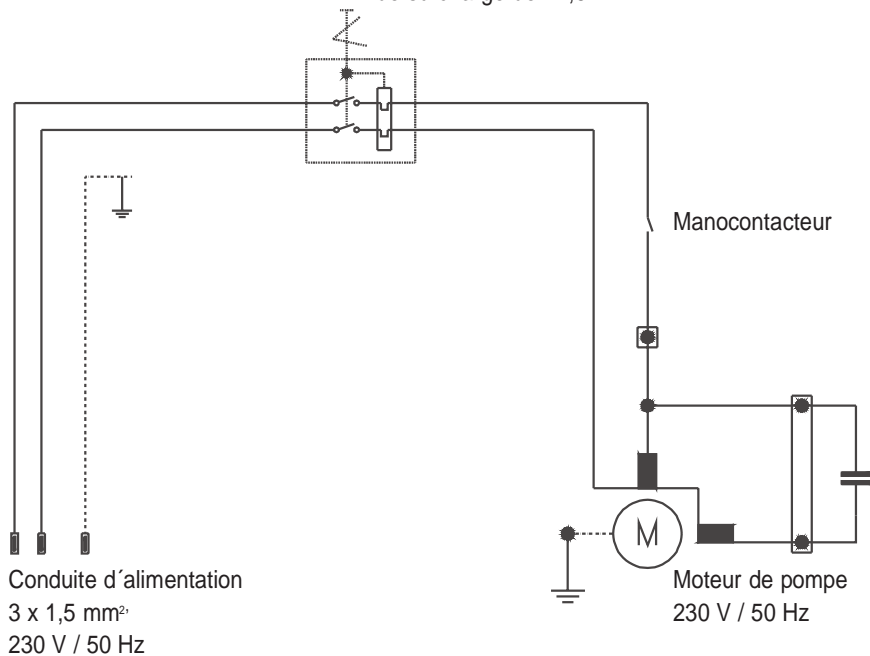 Manocontacteur
M
Conduite d´alimentation
3 x 1,5 mm²,
230 V / 50 Hz
Moteur de pompe
230 V / 50 Hz